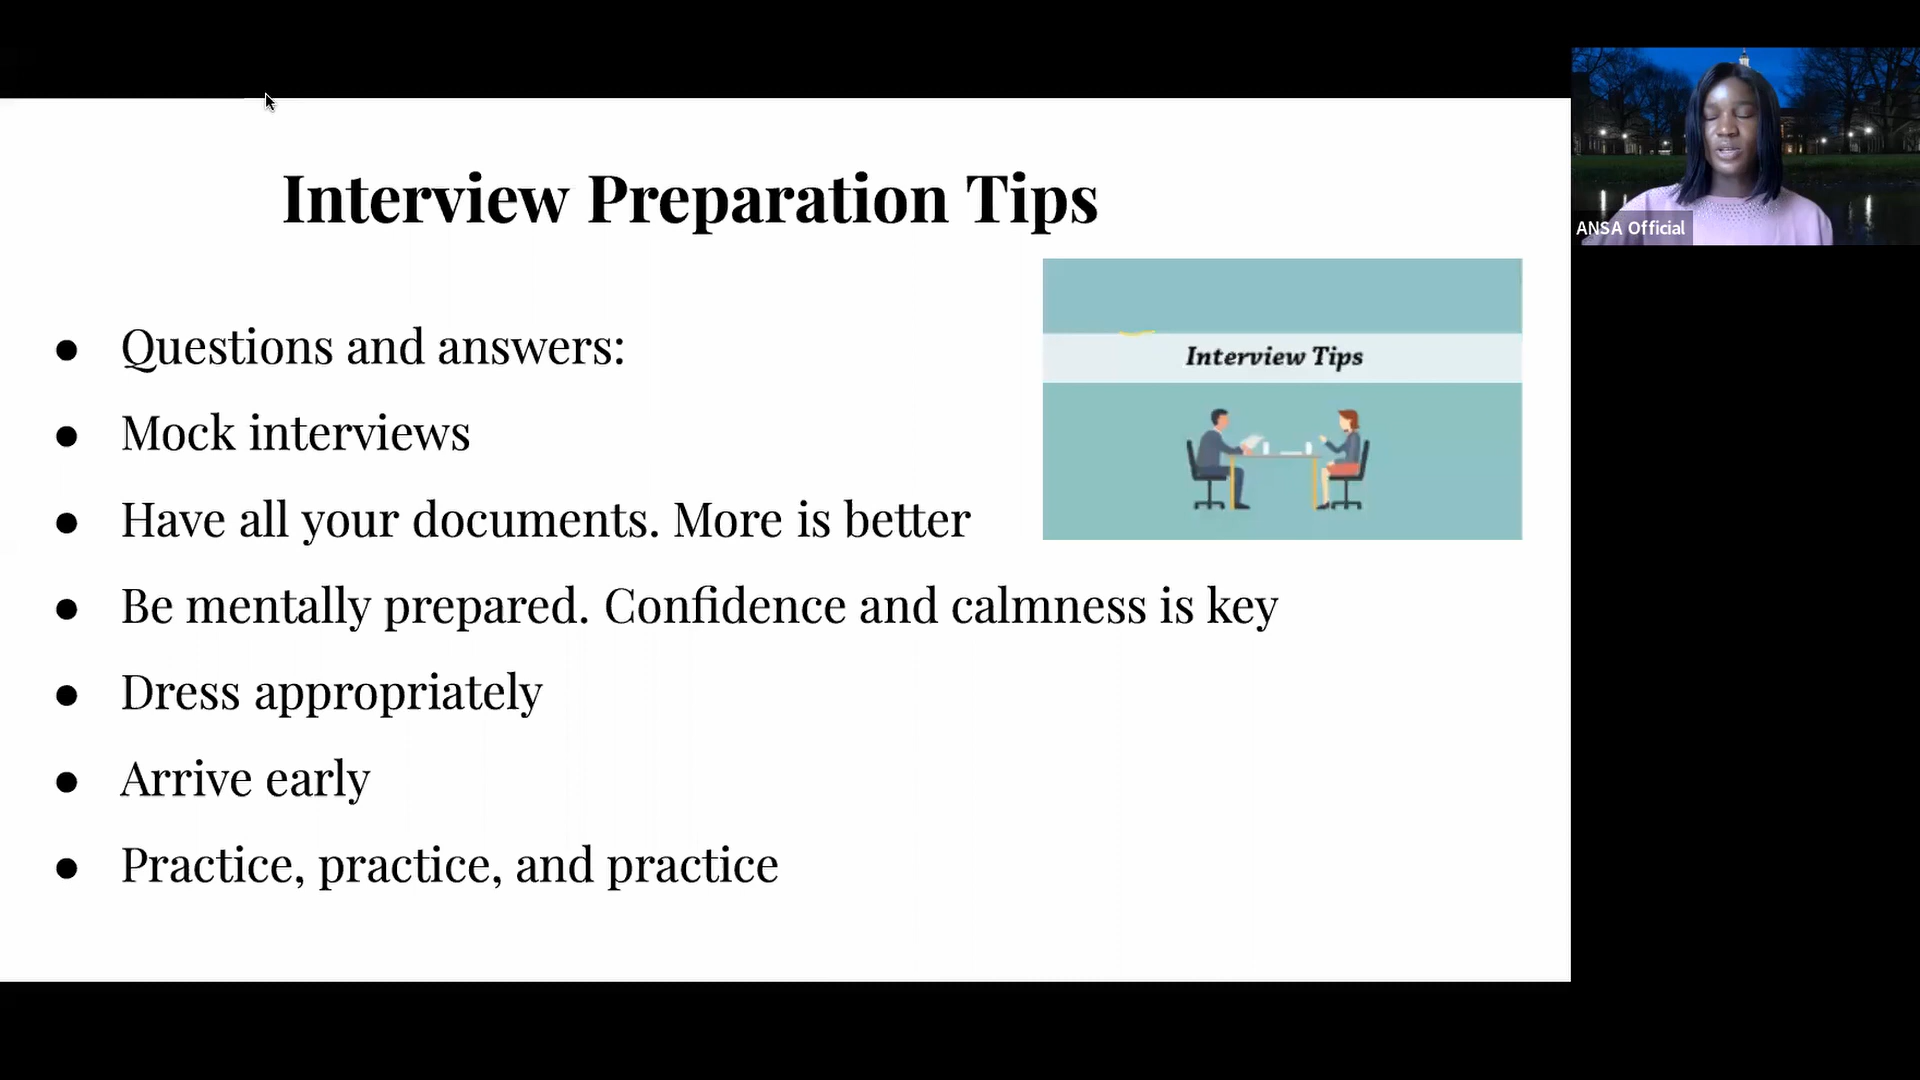 Interview Preparation Tips
ANSA Official
Interview Tips
● Questions and answers:
● Mock interviews
● Have all your documents. More is better
● Be mentally prepared. Confidence and calmness is key
● Dress appropriately
● Arrive early
● Practice, practice, and practice